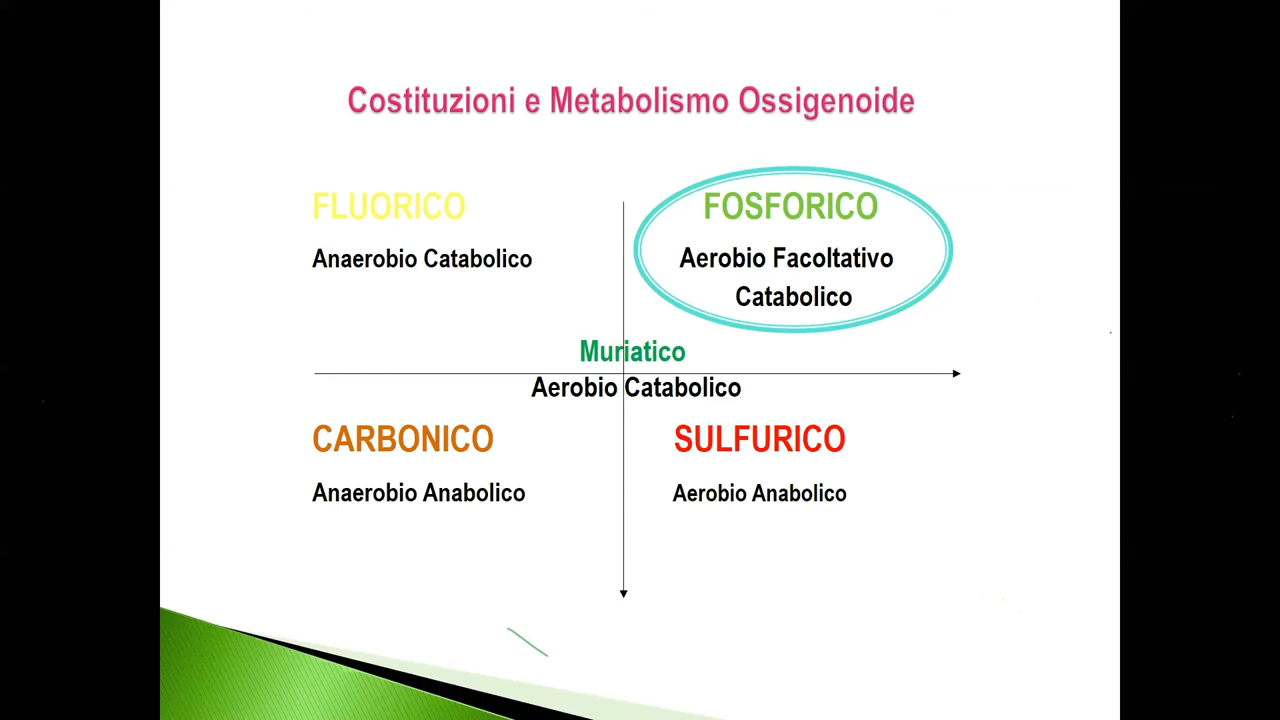 Costituzioni e Metabolismo Ossigenoide
FLUORICO
Anaerobio Catabolico
FOSFORICO
Aerobio Facoltativo
Catabolico
Muriatico
Aerobio Catabolico
CARBONICO
Anaerobio Anabolico
SULFURICO
Aerobio Anabolico